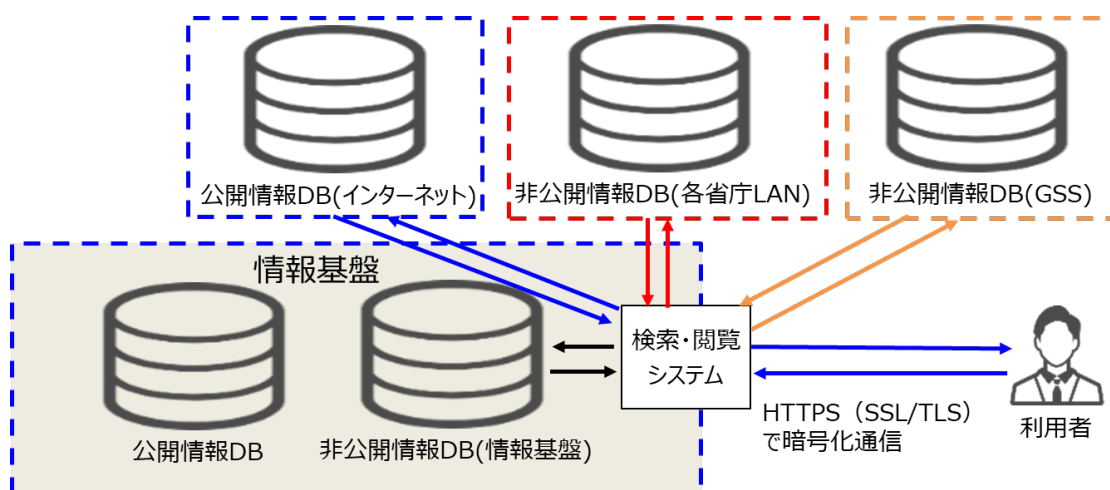 公開情報DB(インターネット)
非公開情報DB(各省庁LAN)
非公開情報DB(GSS)
情報基盤
検索・閲覧
システム
公開情報DB
非公開情報DB(情報基盤)
HTTPS（SSL/TLS）
で暗号化通信
利用者